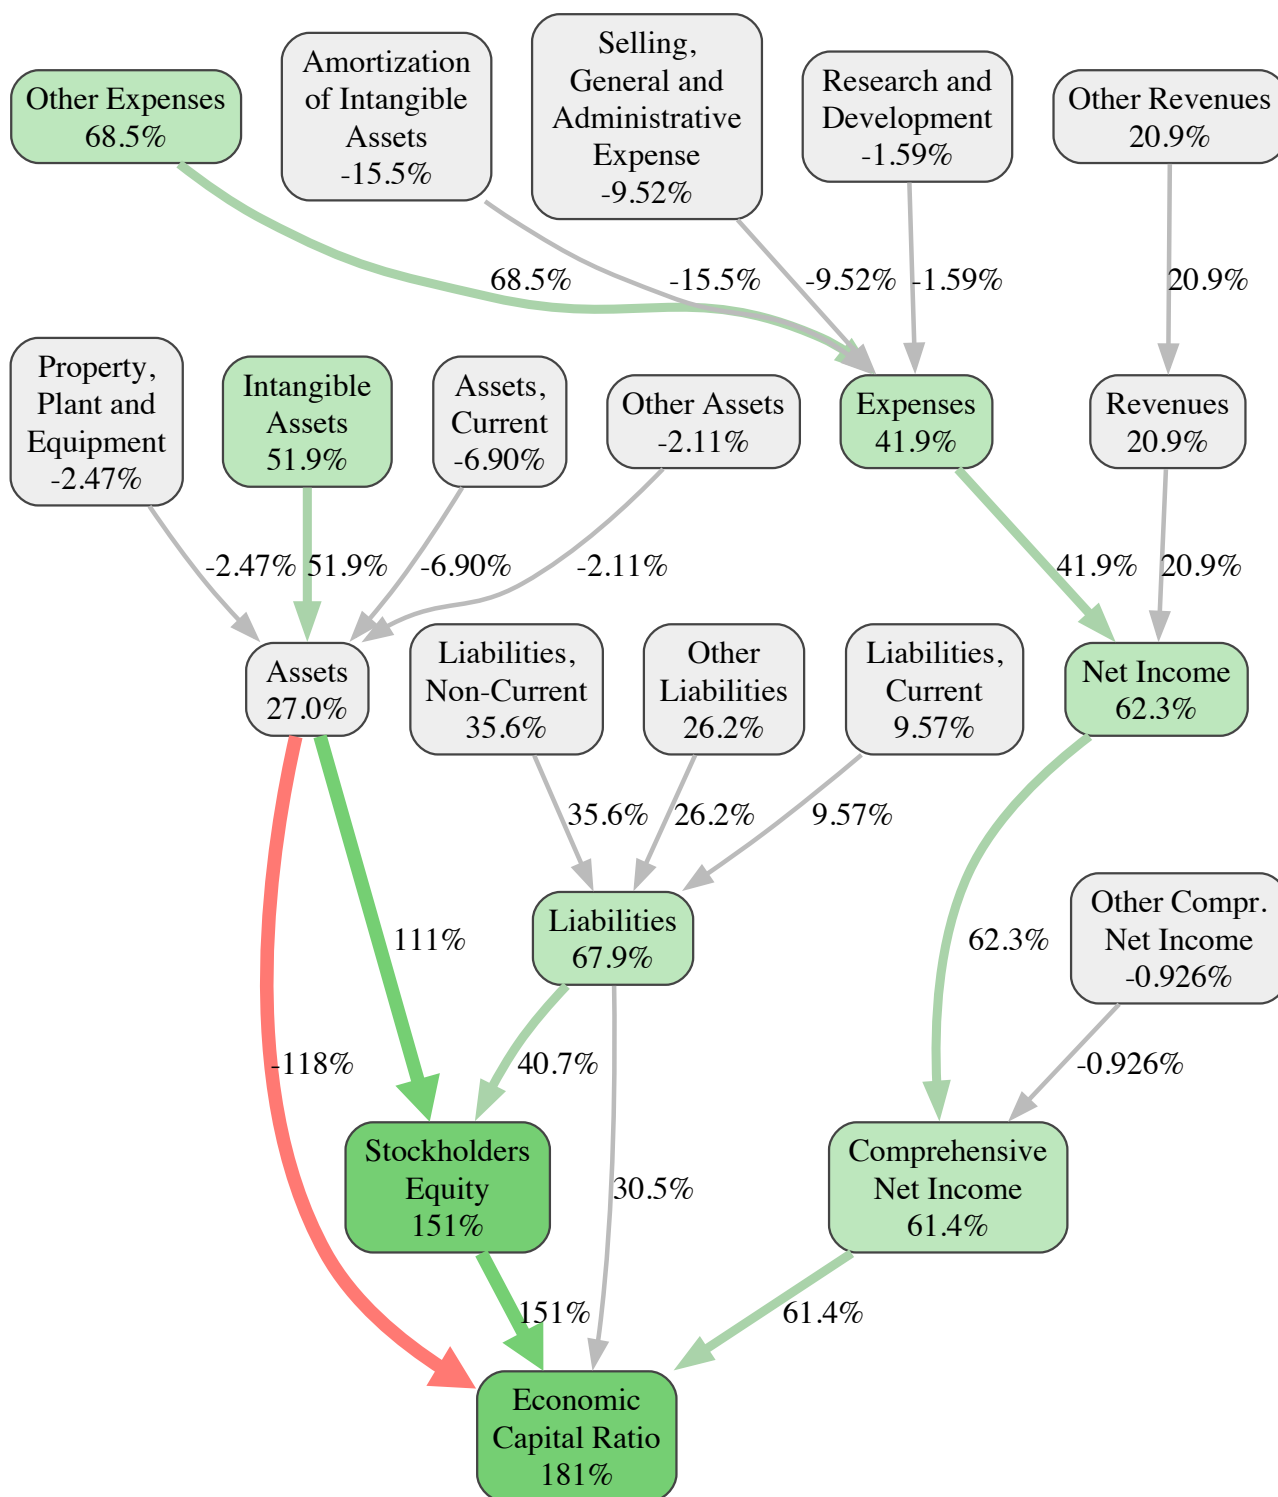 Other Expenses
68.5%
Amortization
of Intangible
Assets
-15.5%
Selling,
General and
Administrative
Expense
-9.52%
Research and
Development
-1.59%
Other Revenues
20.9%
68.5%
-15.5%
-9.52%
-1.59%
20.9%
Property,
Plant and
Equipment
-2.47%
Intangible
Assets
51.9%
Assets,
Current
-6.90%
Other Assets
-2.11%
Expenses
41.9%
Revenues
20.9%
-2.47%
51.9%
-6.90%
-2.11%
41.9%
20.9%
Assets
27.0%
Liabilities,
Non-Current
35.6%
Other
Liabilities
26.2%
Liabilities,
Current
9.57%
Net Income
62.3%
35.6%
26.2%
9.57%
111%
Liabilities
67.9%
62.3%
Other Compr.
Net Income
-0.926%
-118%
40.7%
-0.926%
Stockholders
Equity
151%
30.5%
Comprehensive
Net Income
61.4%
151%
61.4%
Economic
Capital Ratio
181%